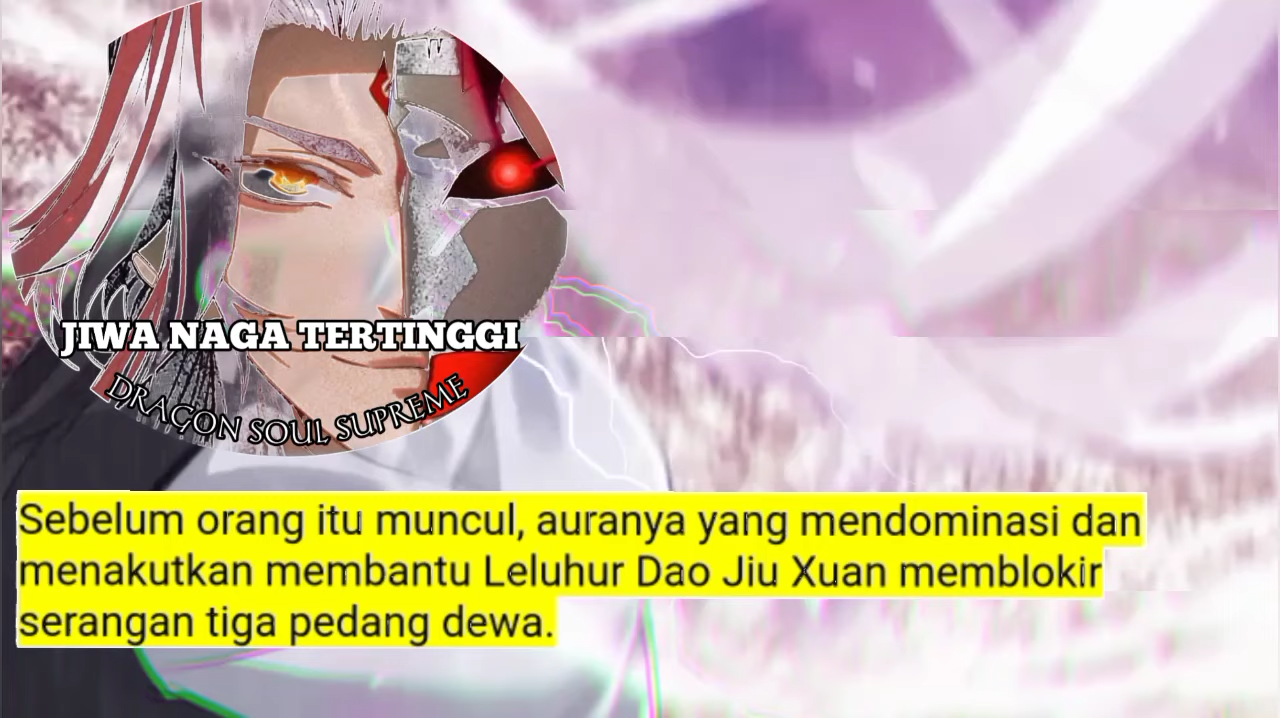 JIWA NAGA TERTINGGI
DRAGON SOUL SUPREME
Sebelum orang itu muncul, auranya yang mendominasi dan
menakutkan membantu Leluhur Dao Jiu Xuan memblokir
serangan tiga pedang dewa.